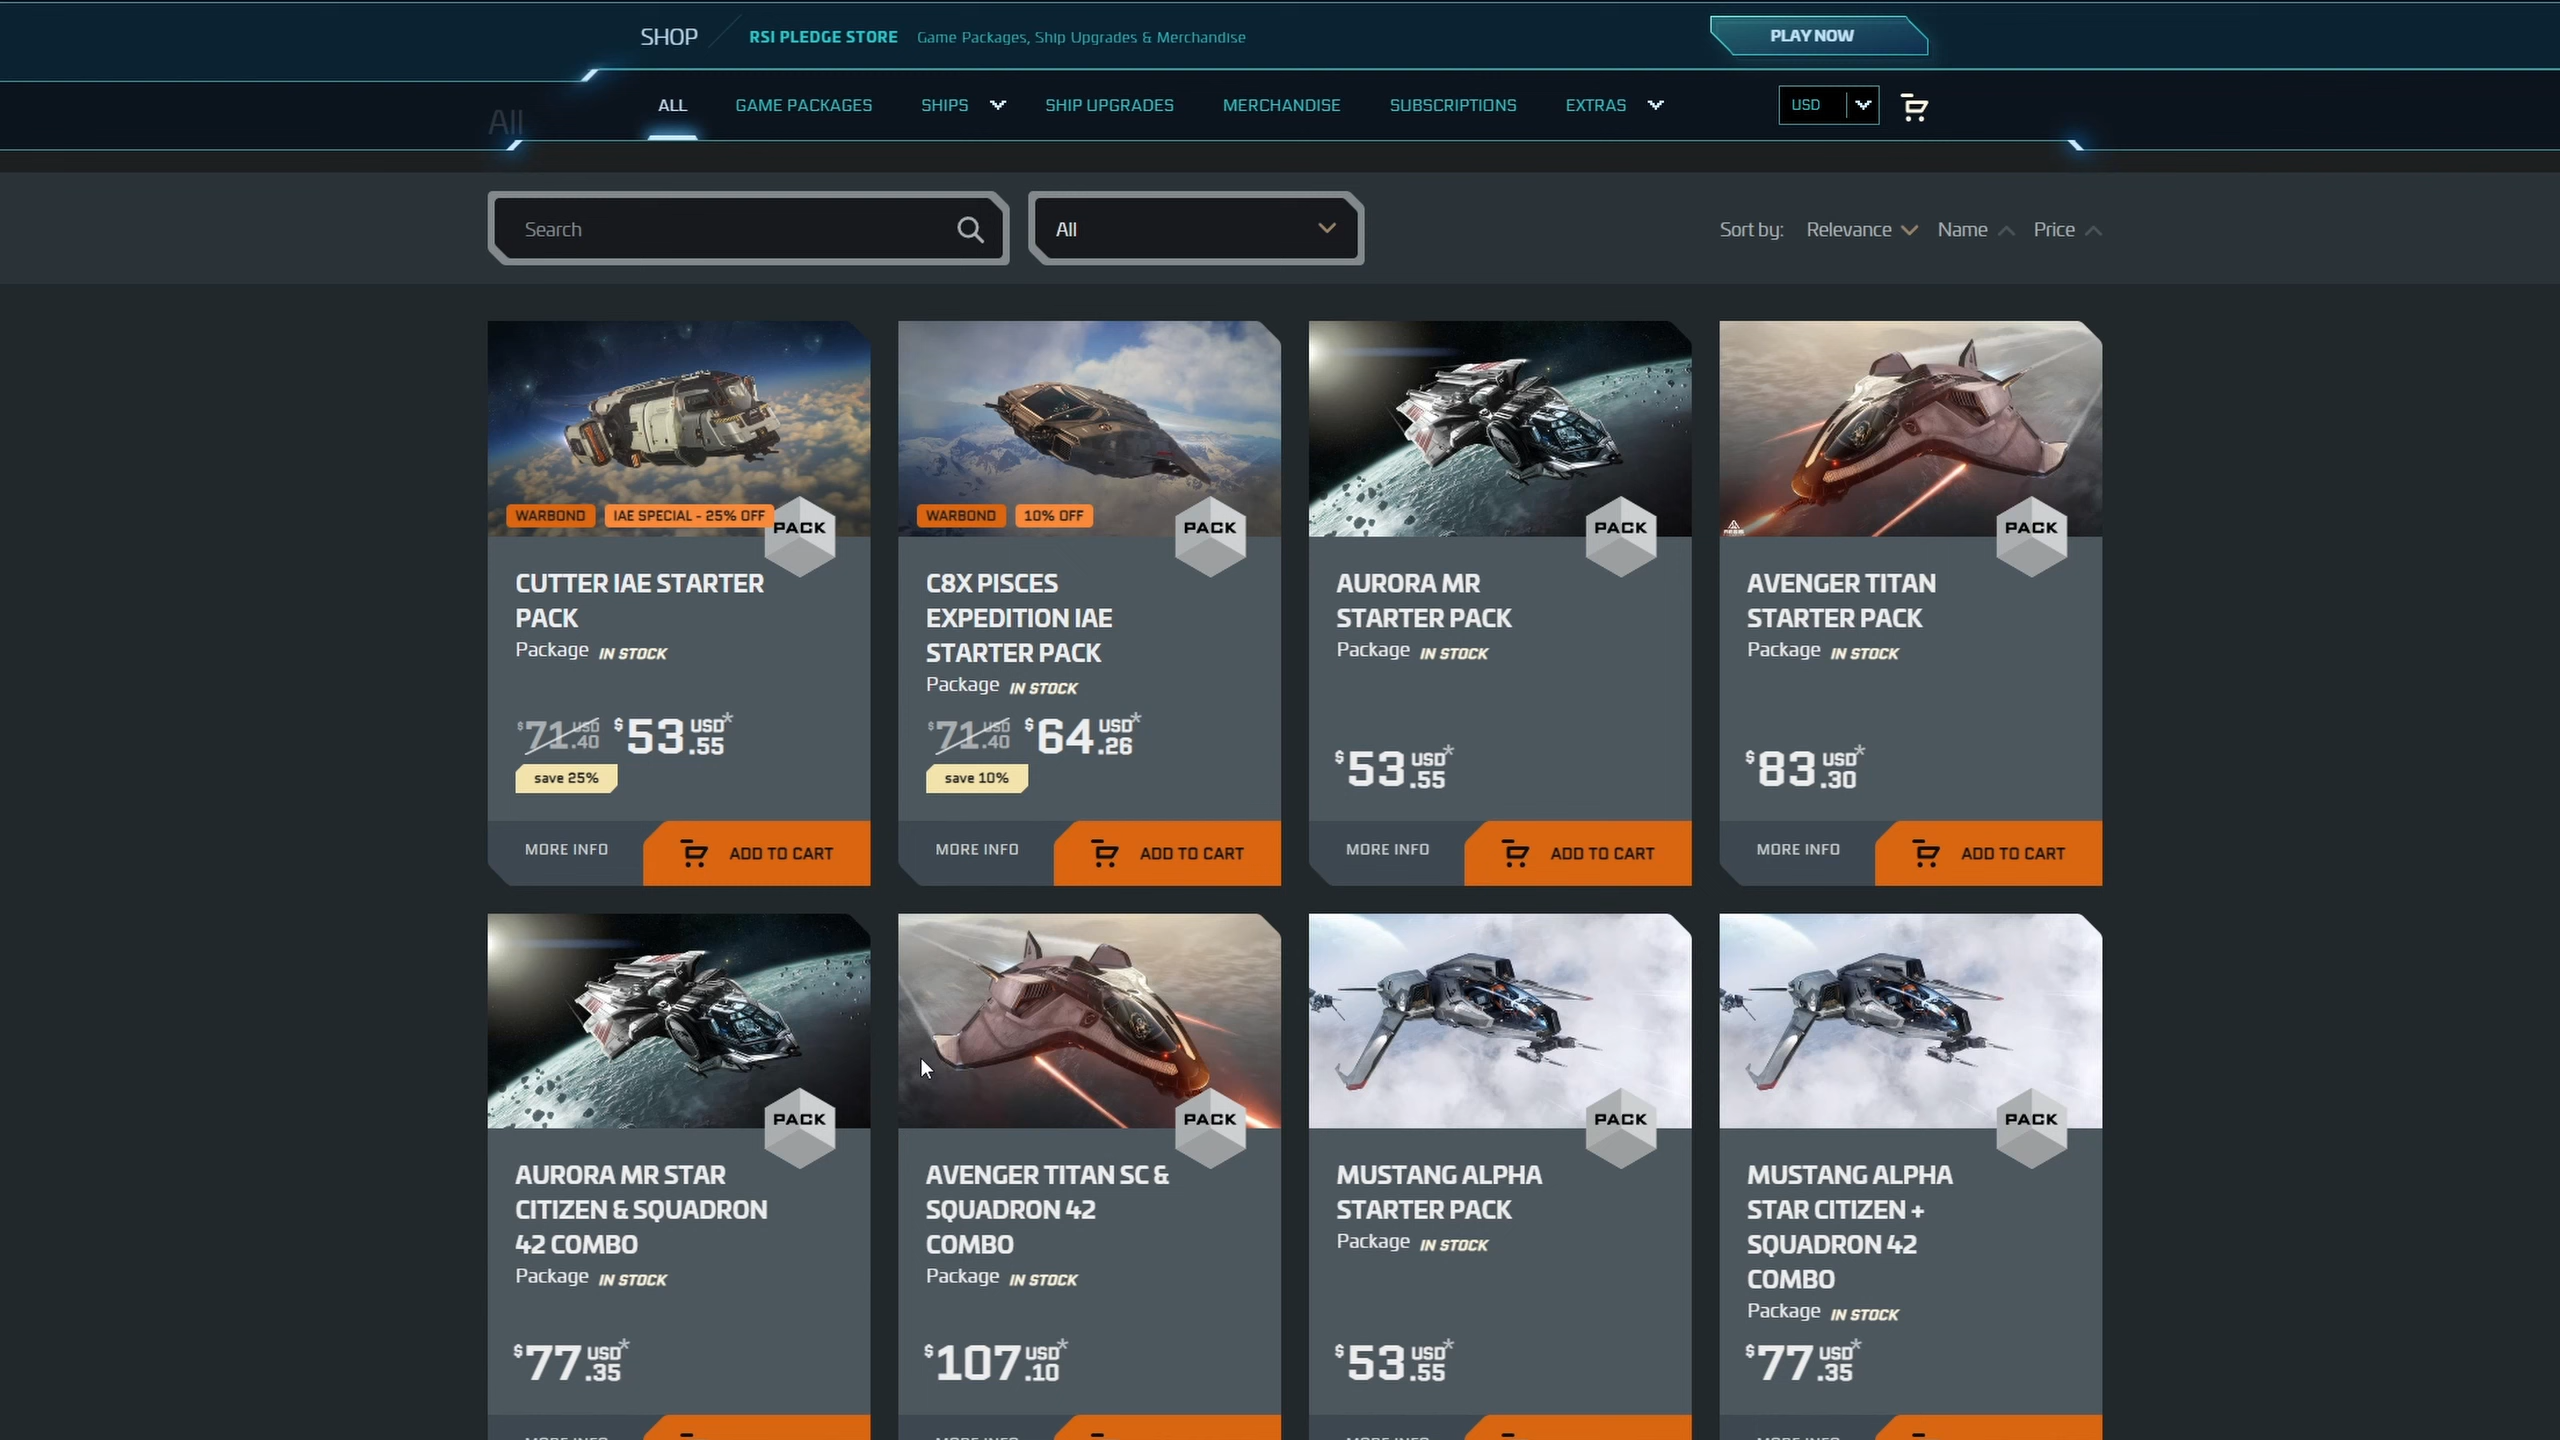 SHOP
RSI PLEDGE STORE Game Packages, Ship Upgrades & Merchandise
PLAY NOW
All
ALL GAME PACKAGES SHIPS SHIP UPGRADES MERCHANDISE SUBSCRIPTIONS EXTRAS USD
Search
All
Sort by: Relevance Name Price
WARBOND IAE SPECIAL - 25% OFF
PACK
CUTTER IAE STARTER
PACK
Package IN STOCK
$71.40 USD $53.55 USD*
save 25%
MORE INFO ADD TO CART
WARBOND 10% OFF
PACK
C8X PISCES
EXPEDITION IAE
STARTER PACK
Package IN STOCK
$71.40 USD $64.26 USD*
save 10%
MORE INFO ADD TO CART
PACK
AURORA MR
STARTER PACK
Package IN STOCK
$53.55 USD*
MORE INFO ADD TO CART
PACK
AVENGER TITAN
STARTER PACK
Package IN STOCK
$83.30 USD*
MORE INFO ADD TO CART
PACK
AURORA MR STAR
CITIZEN & SQUADRON
42 COMBO
Package IN STOCK
$77.35 USD*
MORE INFO
PACK
AVENGER TITAN SC &
SQUADRON 42
COMBO
Package IN STOCK
$107.10 USD*
MORE INFO
PACK
MUSTANG ALPHA
STARTER PACK
Package IN STOCK
$53.55 USD*
MORE INFO
PACK
MUSTANG ALPHA
STAR CITIZEN +
SQUADRON 42
COMBO
Package IN STOCK
$77.35 USD*
MORE INFO